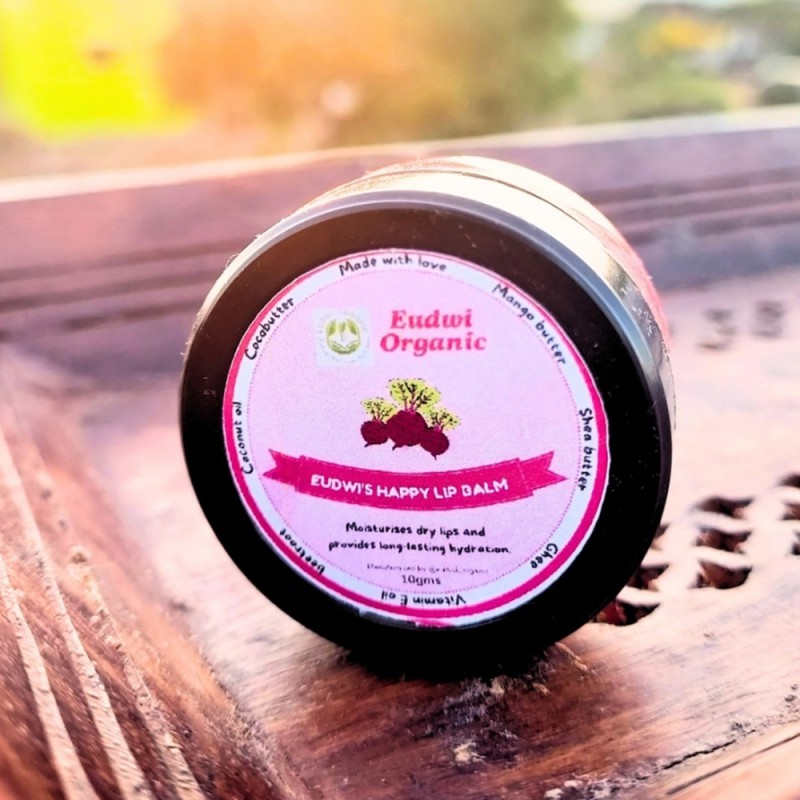 Made with love
Mango butter
Shea butter
Ghee
Vitamin E oil
Beetroot
Coconut oil
Cocobutter
Eudwi
Organic
EUDWI'S HAPPY LIP BALM
Moisturises dry lips and
provides long-lasting hydration.
10gms